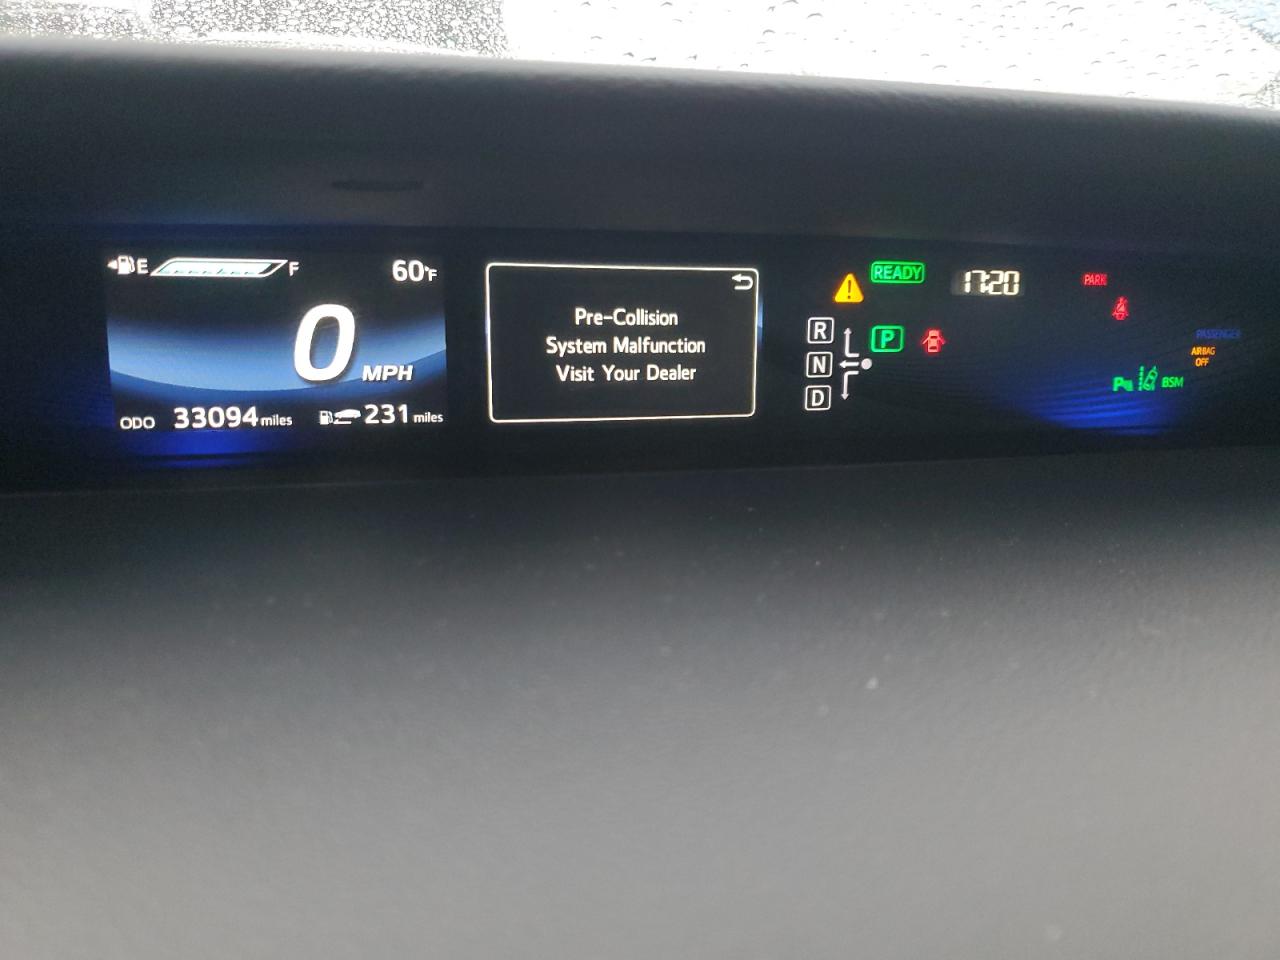 E F 60°F
0 MPH
ODO 33094 miles 231 miles
Pre-Collision
System Malfunction
Visit Your Dealer
READY
17:20
R
N
D
P
PARK
PASSENGER
AIRBAG
OFF
BSM